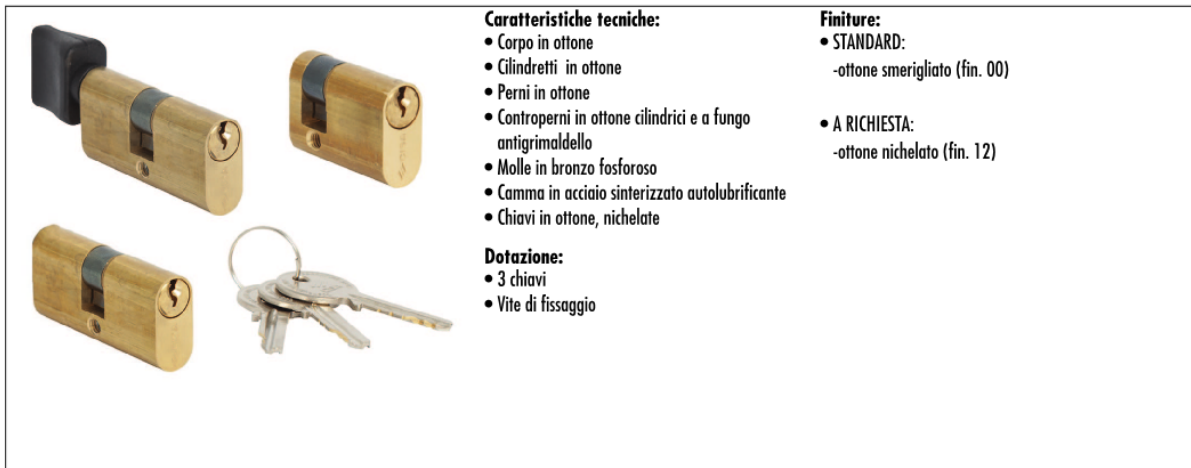 Caratteristiche tecniche:
• Corpo in ottone
• Cilindretti in ottone
• Perni in ottone
• Controperni in ottone cilindrici e a fungo
antigrimaldello
• Molle in bronzo fosforoso
• Camma in acciaio sinterizzato autolubrificante
• Chiavi in ottone, nichelate
Dotazione:
• 3 chiavi
• Vite di fissaggio
Finiture:
• STANDARD:
-ottone smerigliato (fin. 00)
• A RICHIESTA:
-ottone nichelato (fin. 12)